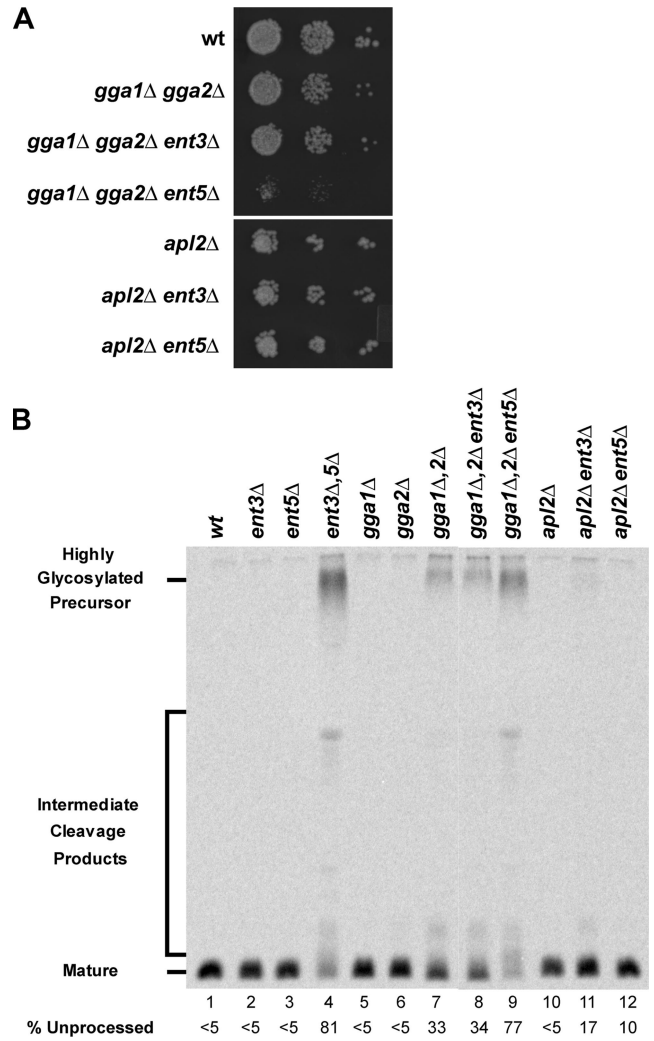 A
wt
gga1Δ gga2Δ
gga1Δ gga2Δ ent3Δ
gga1Δ gga2Δ ent5Δ
apl2Δ
apl2Δ ent3Δ
apl2Δ ent5Δ
B
wt
ent3Δ
ent5Δ
ent3Δ,5Δ
gga1Δ
gga2Δ
gga1Δ,2Δ
gga1Δ,2Δ ent3Δ
gga1Δ,2Δ ent5Δ
apl2Δ
apl2Δ ent3Δ
apl2Δ ent5Δ
Highly
Glycosylated
Precursor
Intermediate
Cleavage
Products
Mature
1 2 3 4 5 6 7 8 9 10 11 12
% Unprocessed <5 <5 <5 81 <5 <5 33 34 77 <5 17 10